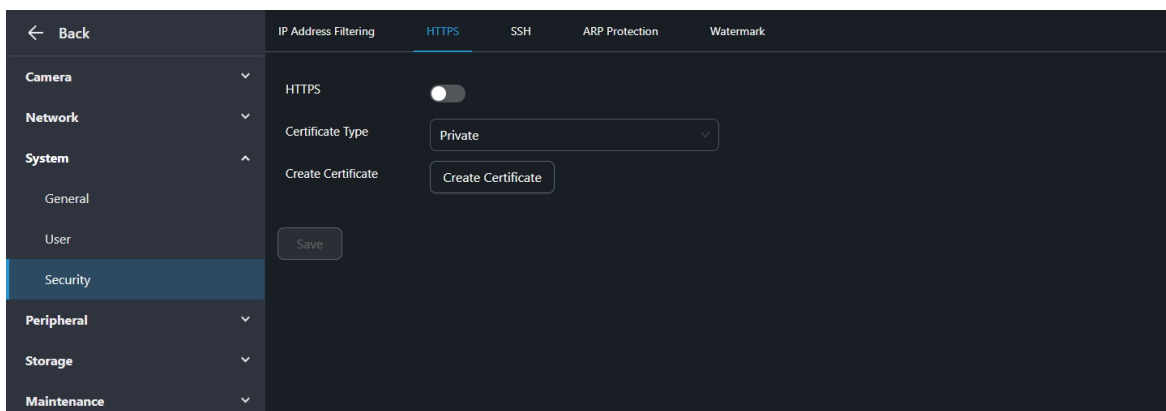 Back
Camera
Network
System
General
User
Security
Peripheral
Storage
Maintenance
IP Address Filtering HTTPS SSH ARP Protection Watermark
HTTPS
Certificate Type Private
Create Certificate Create Certificate
Save